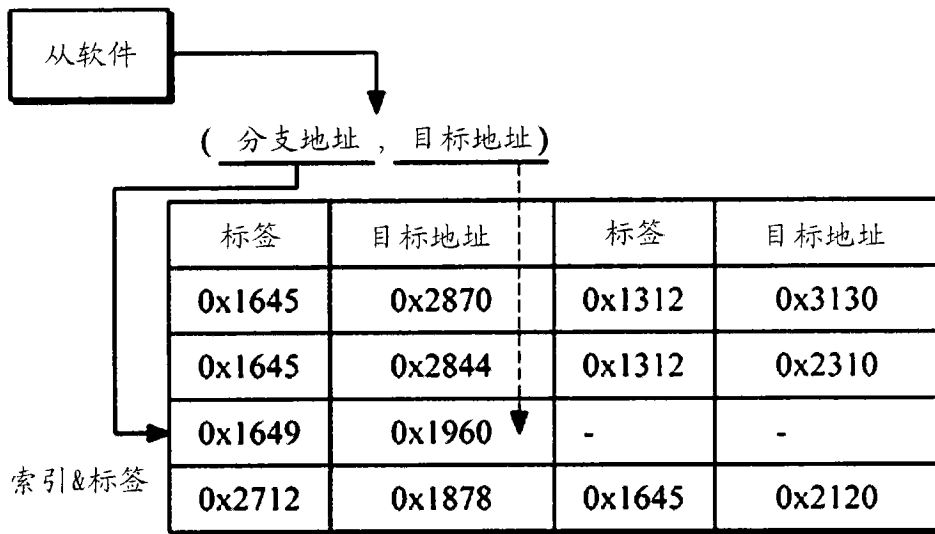 从软件
( 分支地址 , 目标地址)
标签 目标地址 标签 目标地址
0x1645 0x2870 0x1312 0x3130
0x1645 0x2844 0x1312 0x2310
0x1649 0x1960 - -
索引&标签
0x2712 0x1878 0x1645 0x2120